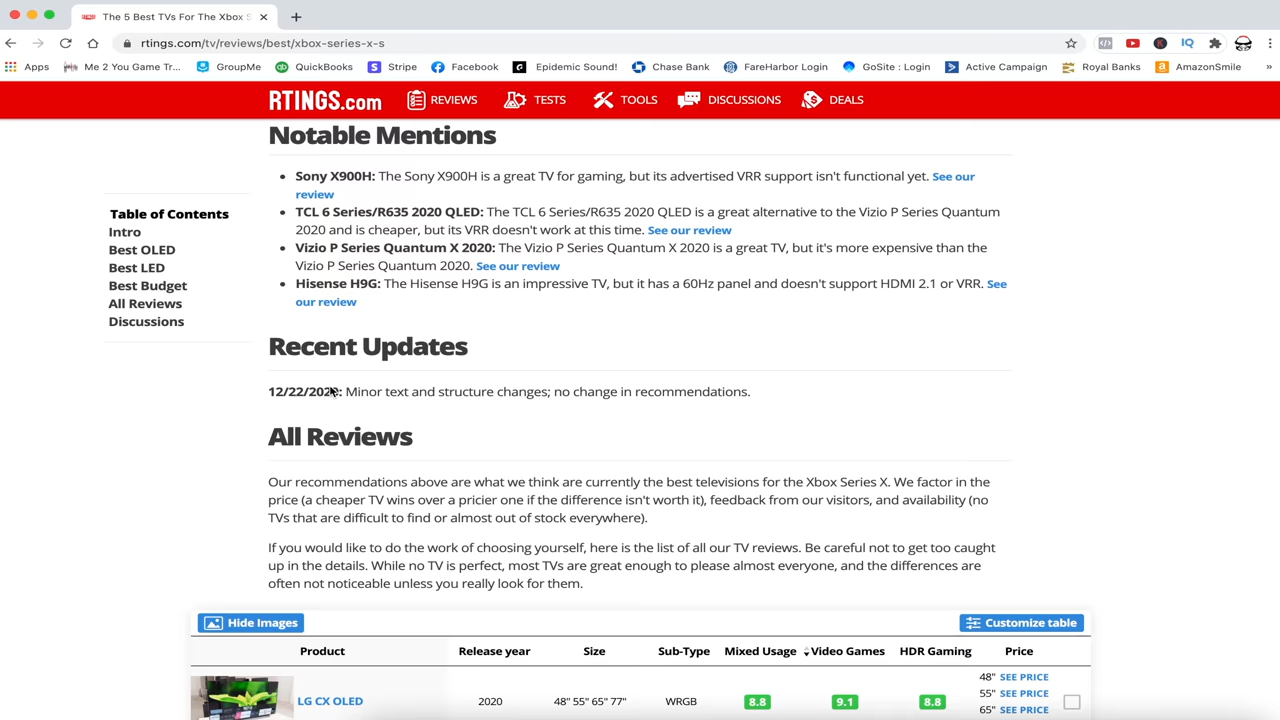 The 5 Best TVs For The Xbox S
rtings.com/tv/reviews/best/xbox-series-x-s
Apps
Me 2 You Game Tr...
GroupMe
QuickBooks
Stripe
Facebook
Epidemic Sound!
Chase Bank
FareHarbor Login
GoSite : Login
Active Campaign
Royal Banks
AmazonSmile
»
RTINGS.com
REVIEWS
TESTS
TOOLS
DISCUSSIONS
DEALS
Table of Contents
Intro
Best OLED
Best LED
Best Budget
All Reviews
Discussions
Notable Mentions
• Sony X900H: The Sony X900H is a great TV for gaming, but its advertised VRR support isn't functional yet. See our
review
• TCL 6 Series/R635 2020 QLED: The TCL 6 Series/R635 2020 QLED is a great alternative to the Vizio P Series Quantum
2020 and is cheaper, but its VRR doesn't work at this time. See our review
• Vizio P Series Quantum X 2020: The Vizio P Series Quantum X 2020 is a great TV, but it's more expensive than the
Vizio P Series Quantum 2020. See our review
• Hisense H9G: The Hisense H9G is an impressive TV, but it has a 60Hz panel and doesn't support HDMI 2.1 or VRR. See
our review
Recent Updates
Minor text and structure changes; no change in recommendations.
All Reviews
Our recommendations above are what we think are currently the best televisions for the Xbox Series X. We factor in the
price (a cheaper TV wins over a pricier one if the difference isn't worth it), feedback from our visitors, and availability (no
TVs that are difficult to find or almost out of stock everywhere).
If you would like to do the work of choosing yourself, here is the list of all our TV reviews. Be careful not to get too caught
up in the details. While no TV is perfect, most TVs are great enough to please almost everyone, and the differences are
often not noticeable unless you really look for them.
Hide Images
Customize table
Product
Release year
Size
Sub-Type
Mixed Usage
Video Games
HDR Gaming
Price
LG CX OLED
2020
48" 55" 65" 77"
WRGB
8.8
9.1
8.8
48" SEE PRICE
55" SEE PRICE
65" SEE PRICE